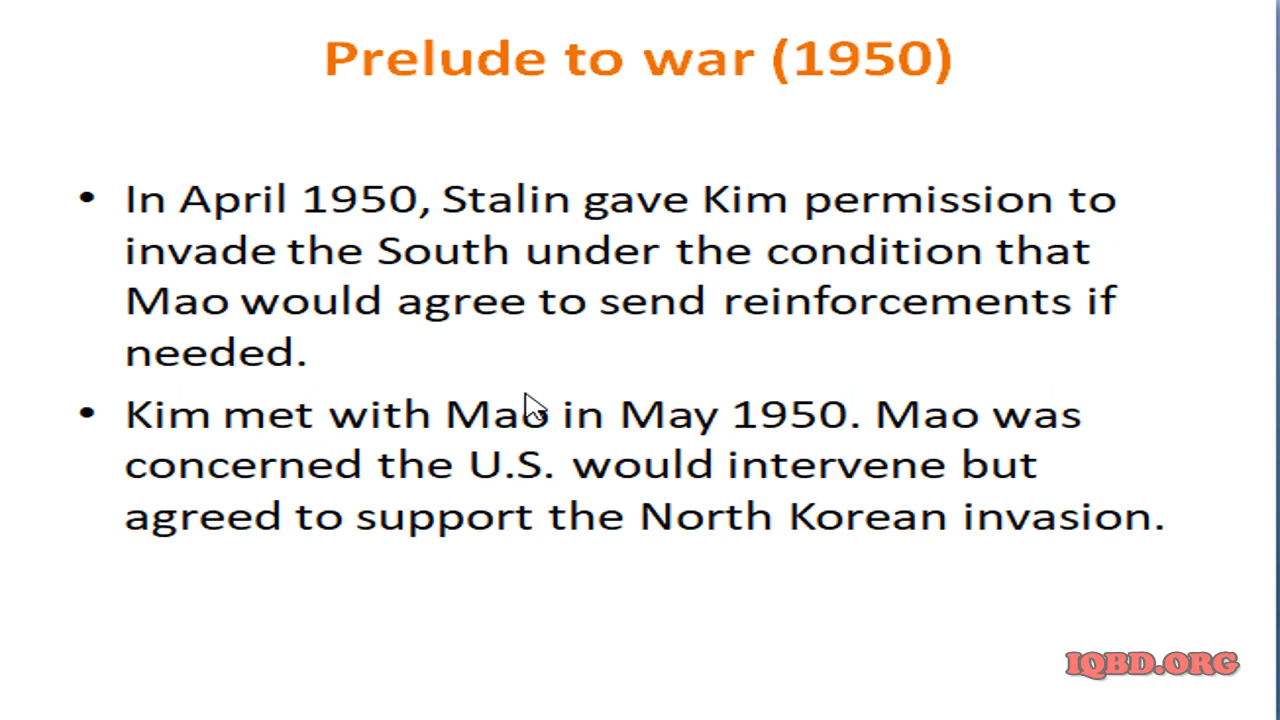 Prelude to war (1950)
• In April 1950, Stalin gave Kim permission to
invade the South under the condition that
Mao would agree to send reinforcements if
needed.
• Kim met with Mao in May 1950. Mao was
concerned the U.S. would intervene but
agreed to support the North Korean invasion.
IQBD.ORG